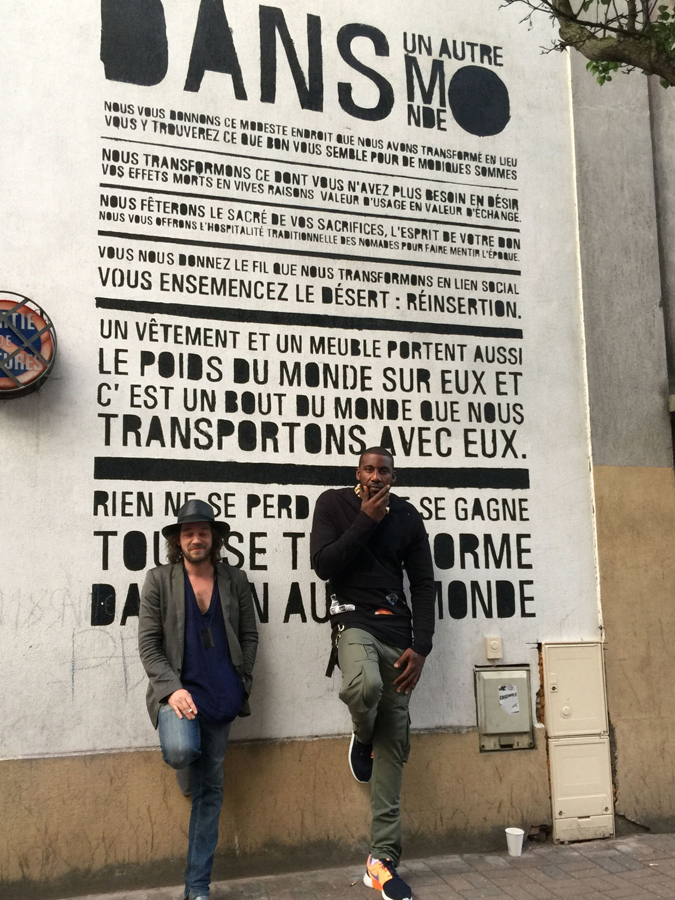 DANS
UN AUTRE
MO
NDE
NOUS VOUS DONNONS CE MODESTE ENDROIT QUE NOUS AVONS TRANSFORMÉ EN LIEU
VOUS Y TROUVEREZ CE QUE BON VOUS SEMBLE POUR DE MODIQUES SOMMES
NOUS TRANSFORMONS CE DONT VOUS N'AVEZ PLUS BESOIN EN DÉSIR
VOS EFFETS MORTS EN VIVES RAISONS VALEUR D'USAGE EN VALEUR D'ÉCHANGE.
NOUS FÊTERONS LE SACRÉ DE VOS SACRIFICES, L'ESPRIT DE VOTRE DON
NOUS VOUS OFFRONS L'HOSPITALITÉ TRADITIONNELLE DES NOMADES POUR FAIRE MENTIR L'ÉPOQUE.
VOUS NOUS DONNEZ LE FIL QUE NOUS TRANSFORMONS EN LIEN SOCIAL
VOUS ENSEMENCEZ LE DÉSERT : RÉINSERTION.
UN VÊTEMENT ET UN MEUBLE PORTENT AUSSI
LE POIDS DU MONDE SUR EUX ET
C' EST UN BOUT DU MONDE QUE NOUS
TRANSPORTONS AVEC EUX.
RIEN NE SE PERD SE GAGNE
TOU SE T ORME
DA N AU MONDE